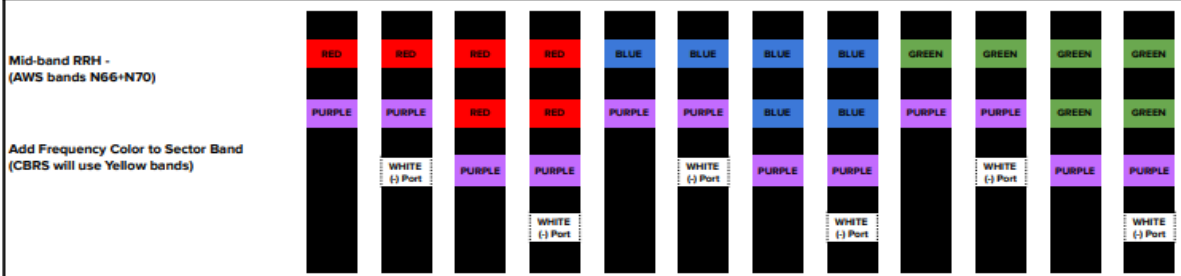 Mid-band RRH -
(AWS bands N66+N70)
RED RED RED RED BLUE BLUE BLUE BLUE GREEN GREEN GREEN GREEN
PURPLE PURPLE RED RED PURPLE PURPLE BLUE BLUE PURPLE PURPLE GREEN GREEN
Add Frequency Color to Sector Band
(CBRS will use Yellow bands)
WHITE PURPLE PURPLE WHITE PURPLE PURPLE WHITE PURPLE PURPLE
(-) Port (-) Port (-) Port
WHITE WHITE WHITE
(-) Port (-) Port (-) Port